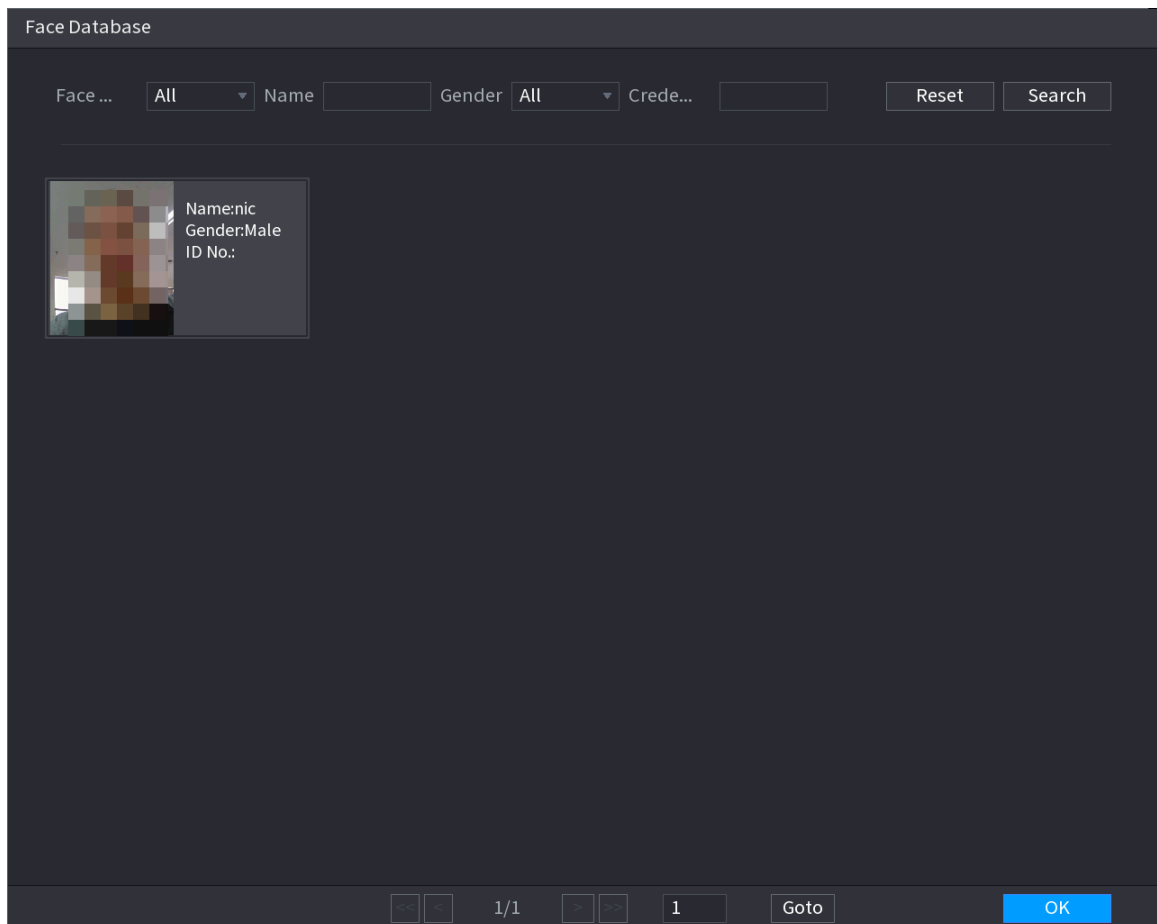 Face Database
Face ... All Name Gender All Crede... Reset Search
Name:nic
Gender:Male
ID No.:
<< < 1/1 > >> 1 Goto OK